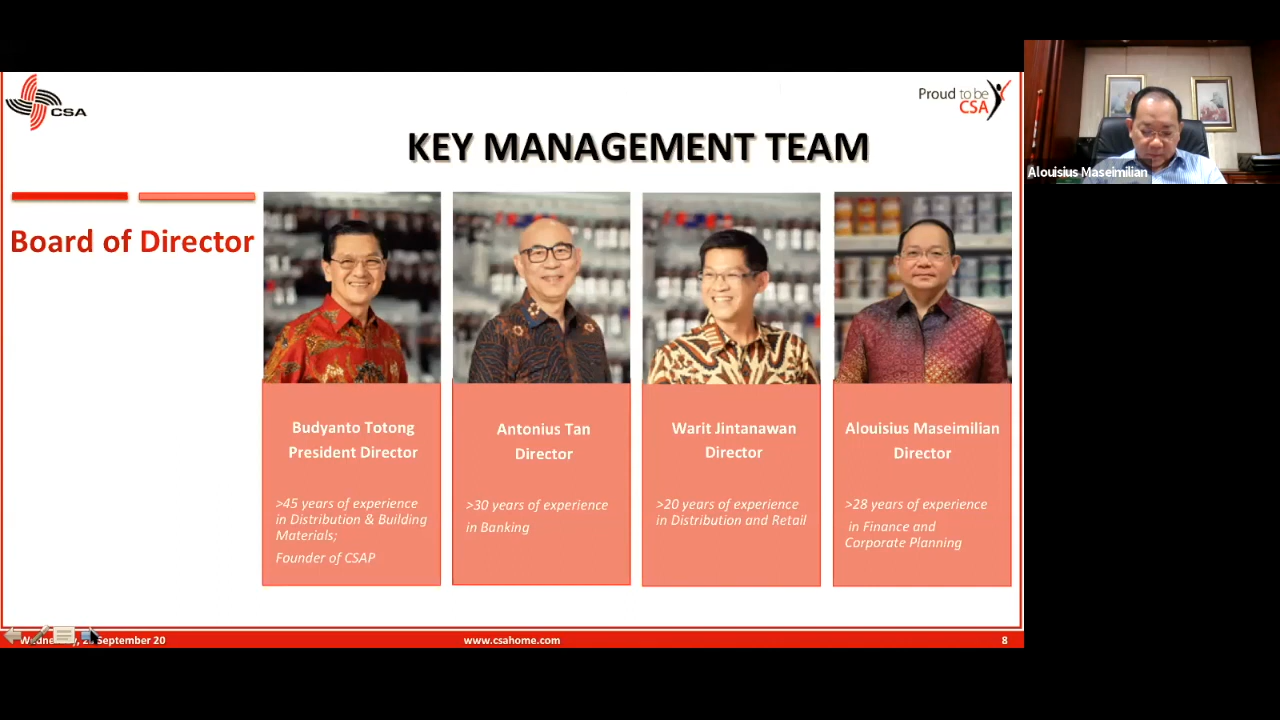 CSA
Proud to be
CSA
KEY MANAGEMENT TEAM
Board of Director
Budyanto Totong
President Director
>45 years of experience
in Distribution & Building
Materials;
Founder of CSAP
Antonius Tan
Director
>30 years of experience
in Banking
Warit Jintanawan
Director
>20 years of experience
in Distribution and Retail
Alouisius Maseimilian
Director
>28 years of experience
in Finance and
Corporate Planning
September 20
www.csahome.com
8
Alouisius Maseimilian